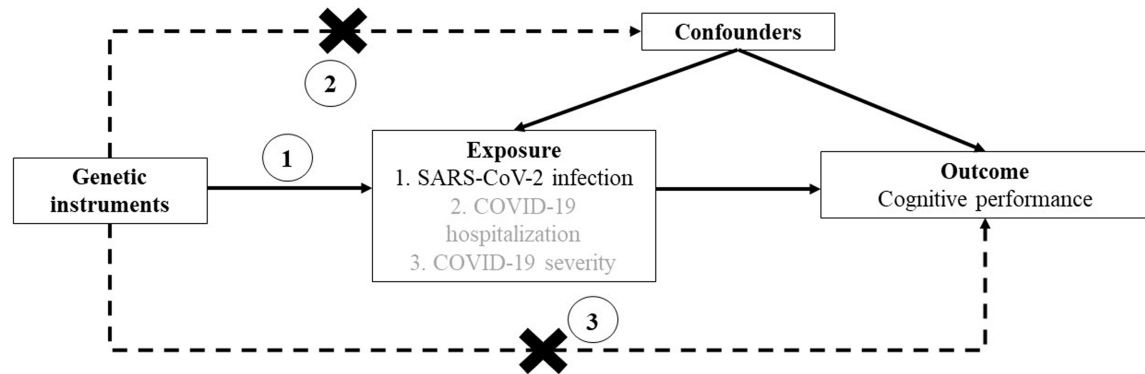 Confounders
2
1
Genetic
instruments
Exposure
1. SARS-CoV-2 infection
2. COVID-19
hospitalization
3. COVID-19 severity
Outcome
Cognitive performance
3